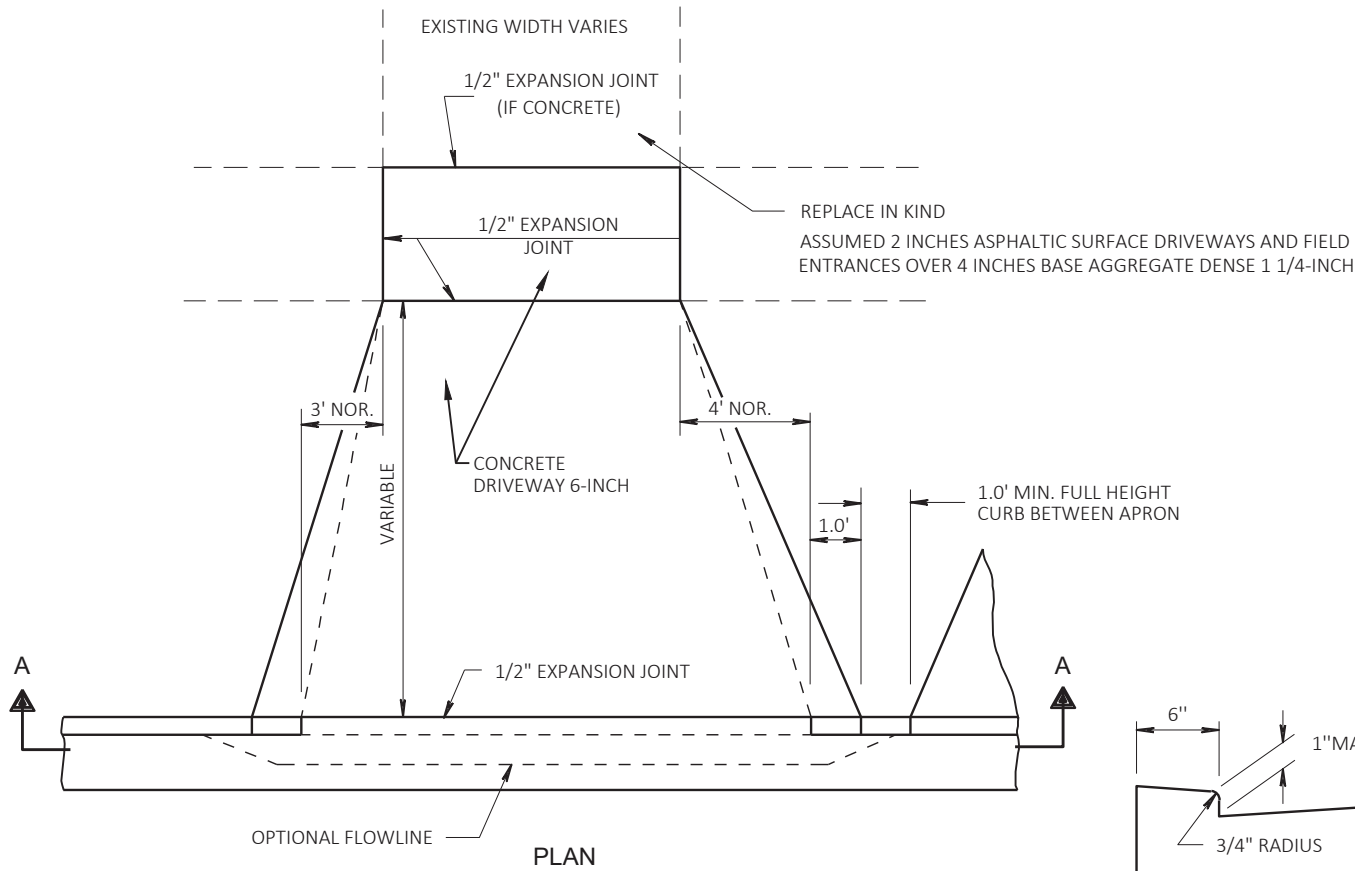 EXISTING WIDTH VARIES
1/2" EXPANSION JOINT
(IF CONCRETE)
REPLACE IN KIND
ASSUMED 2 INCHES ASPHALTIC SURFACE DRIVEWAYS AND FIELD
ENTRANCES OVER 4 INCHES BASE AGGREGATE DENSE 1 1/4-INCH
1/2" EXPANSION
JOINT
3' NOR.
4' NOR.
CONCRETE
DRIVEWAY 6-INCH
VARIABLE
1.0' MIN. FULL HEIGHT
CURB BETWEEN APRON
1.0'
1/2" EXPANSION JOINT
A
A
OPTIONAL FLOWLINE
PLAN
6"
1"MA
3/4" RADIUS